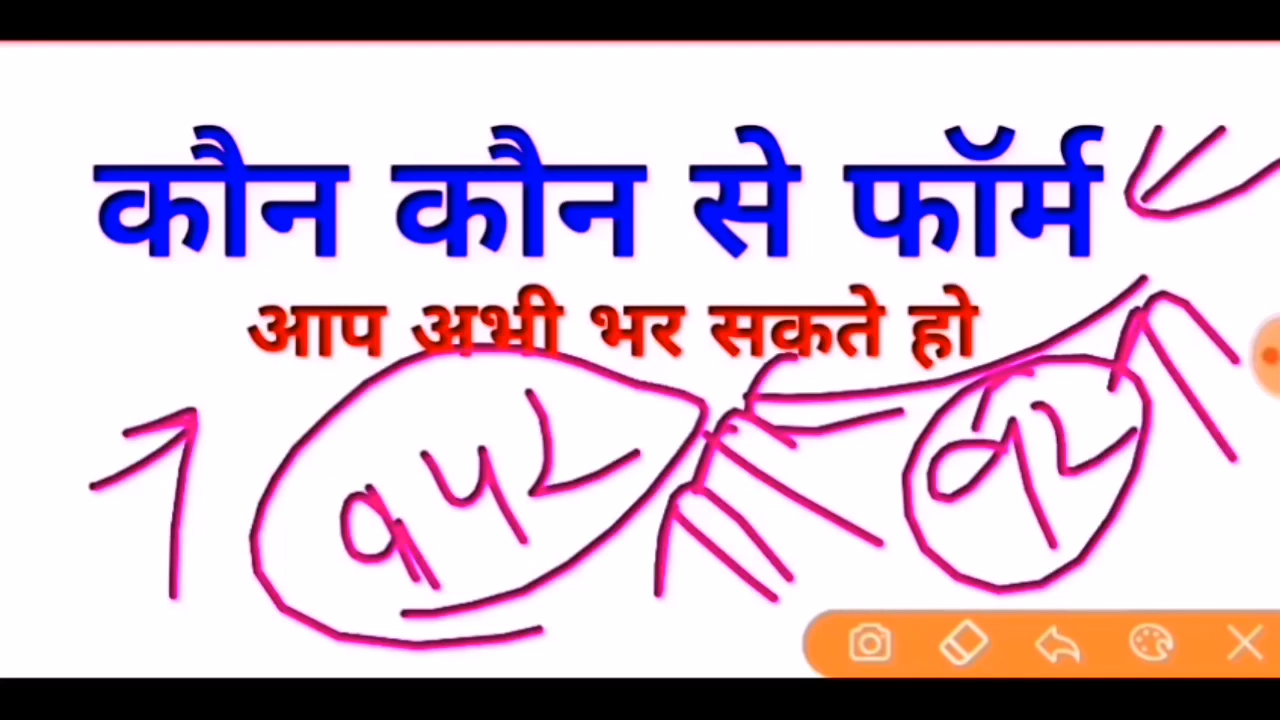 कौन कौन से फॉर्म
आप अभी भर सकते हो